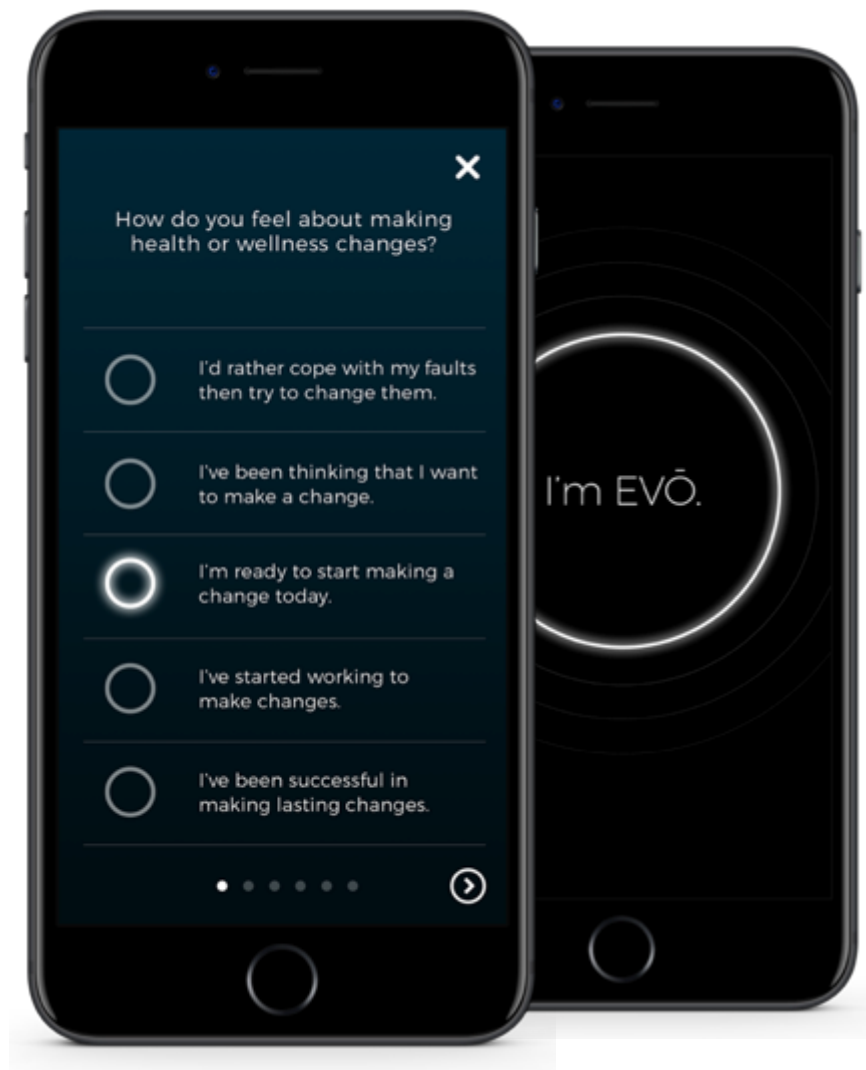 How do you feel about making
health or wellness changes?
I'd rather cope with my faults
then try to change them.
I've been thinking that I want
to make a change.
I'm ready to start making a
change today.
I've started working to
make changes.
I've been successful in
making lasting changes.
I'm EVŌ.